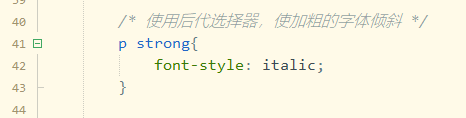 40 /* 使用后代选择器，使加粗的字体倾斜 */
41 p strong{
42 font-style: italic;
43 }
44